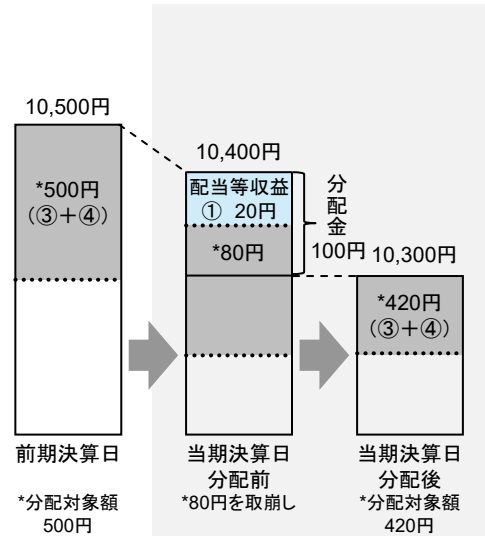 10,500円
*500円
(③+④)
前期決算日
*分配対象額
500円
10,400円
配当等収益
① 20円
*80円
分配金
100円
当期決算日
分配前
*80円を取崩し
10,300円
*420円
(③+④)
当期決算日
分配後
*分配対象額
420円